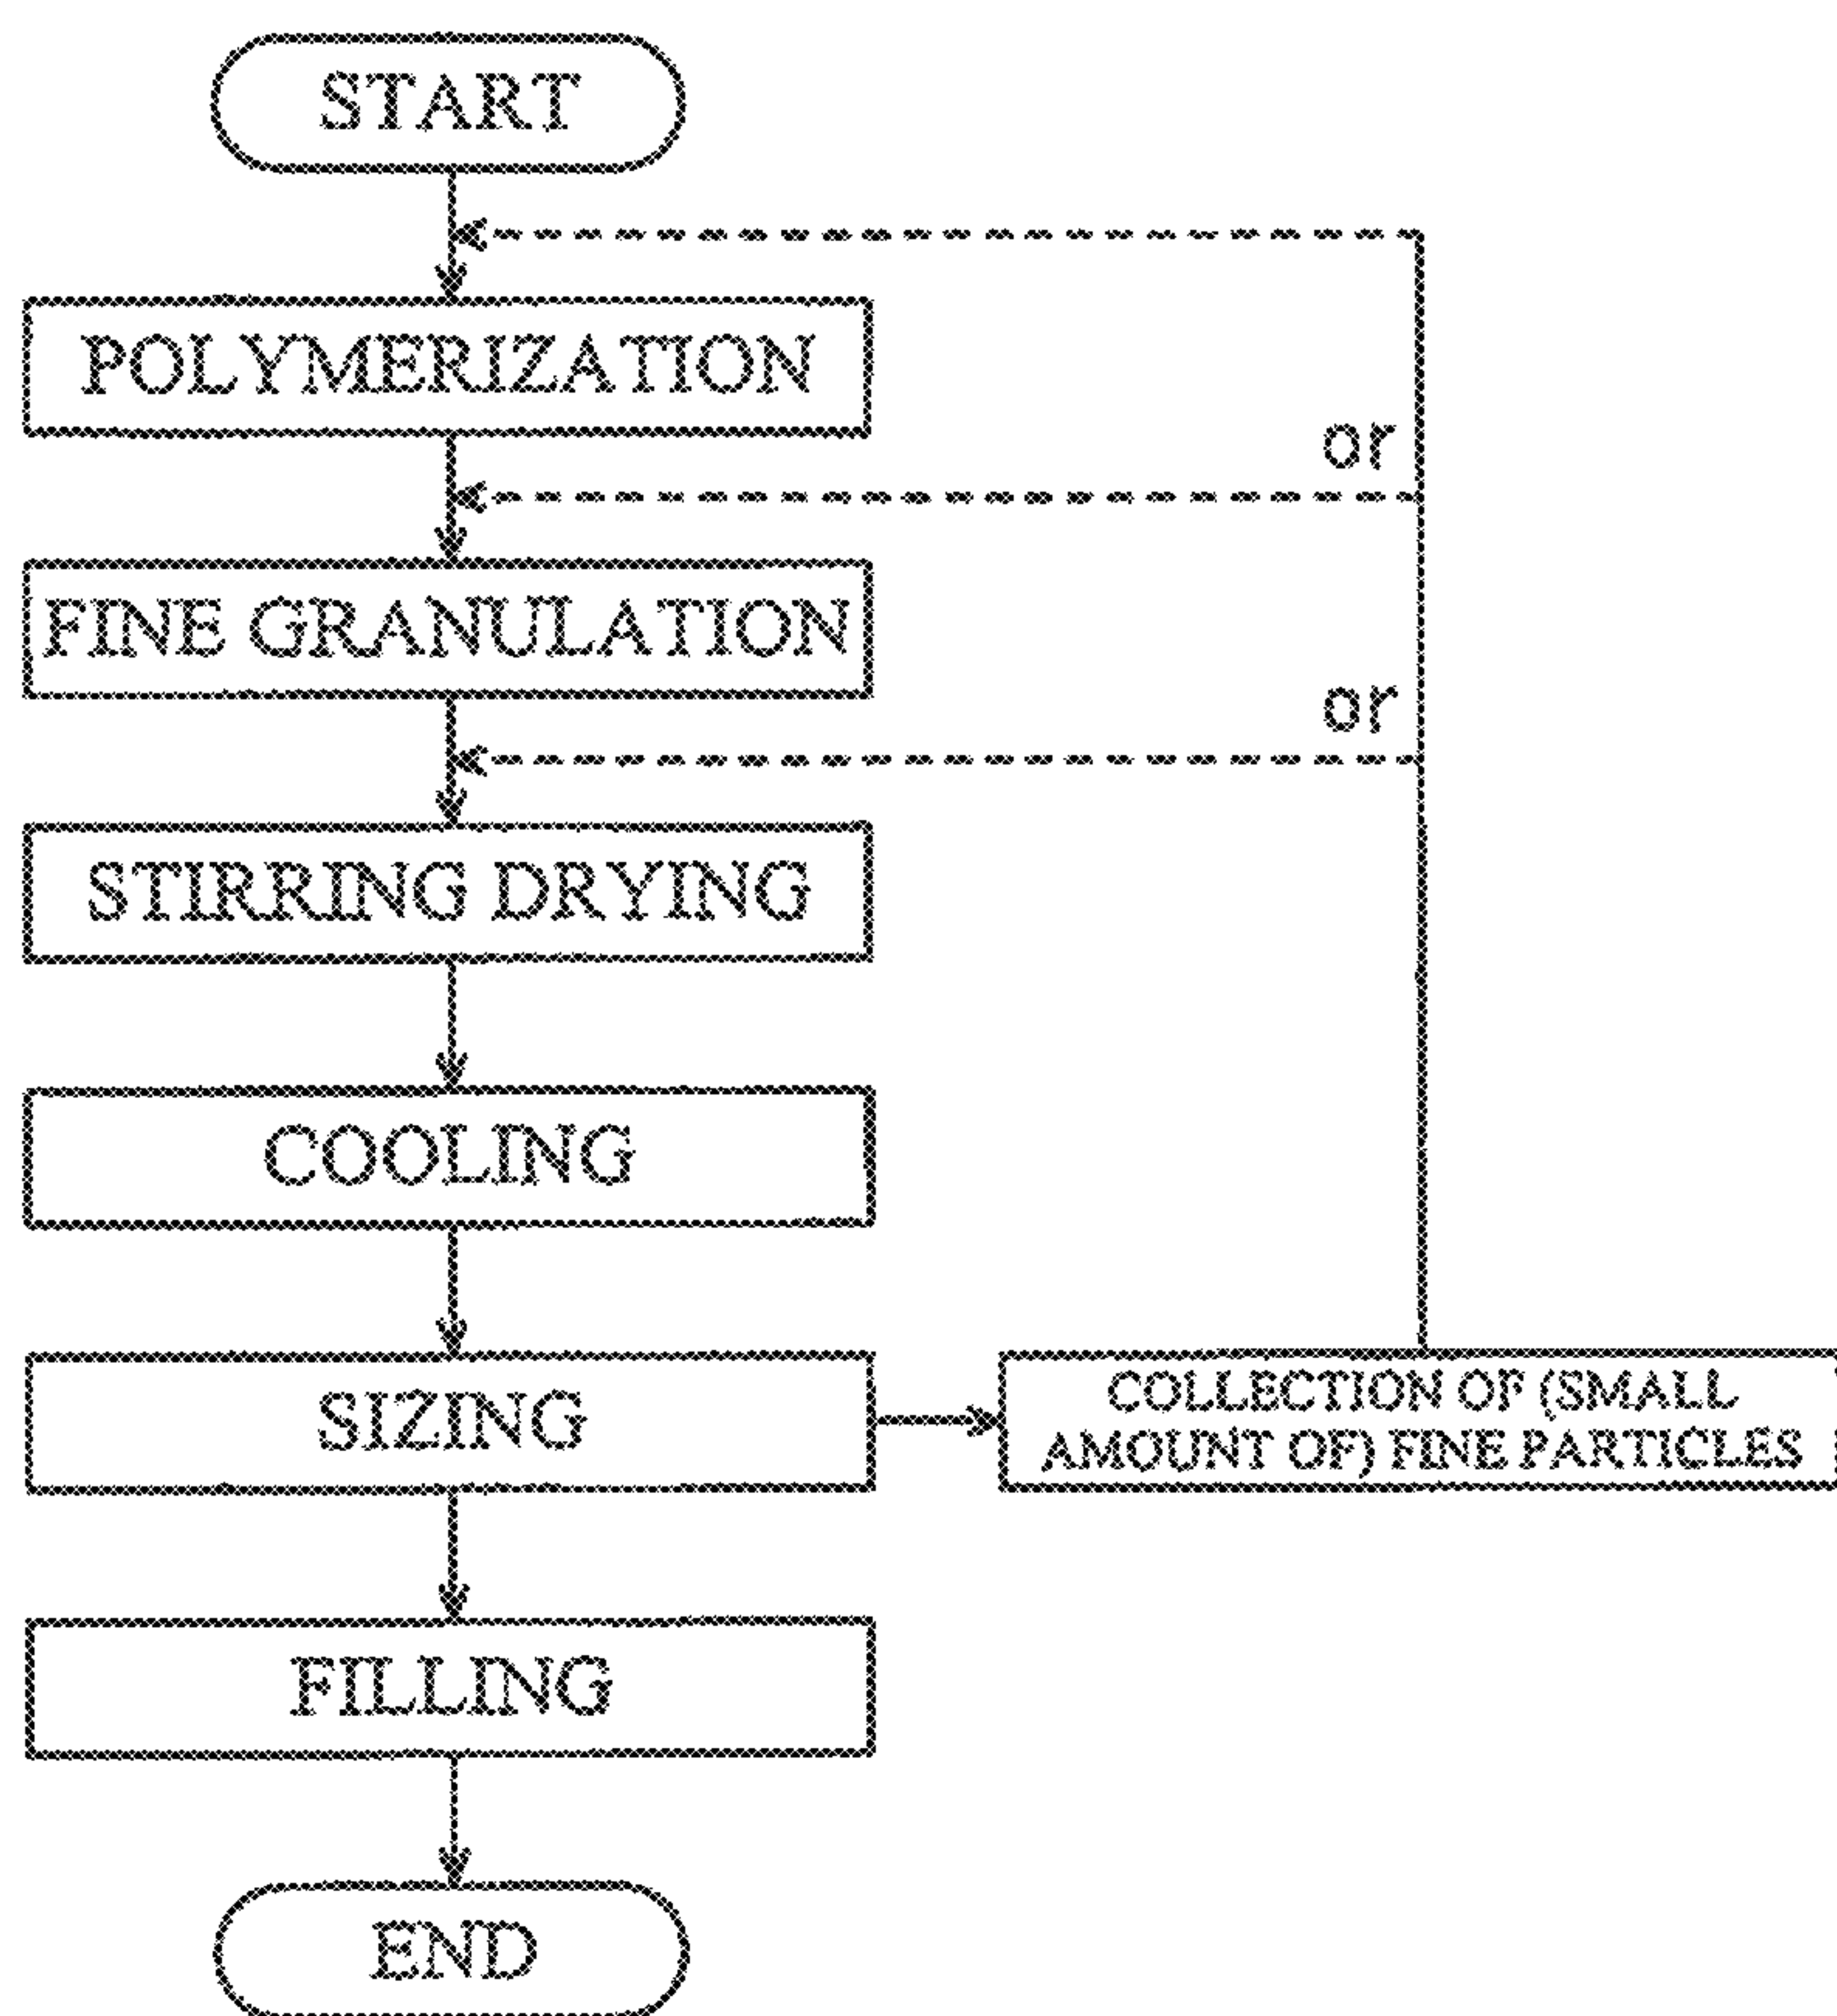 START
POLYMERIZATION
or
FINE GRANULATION
or
STIRRING DRYING
COOLING
SIZING
COLLECTION OF (SMALL
AMOUNT OF) FINE PARTICLES
FILLING
END